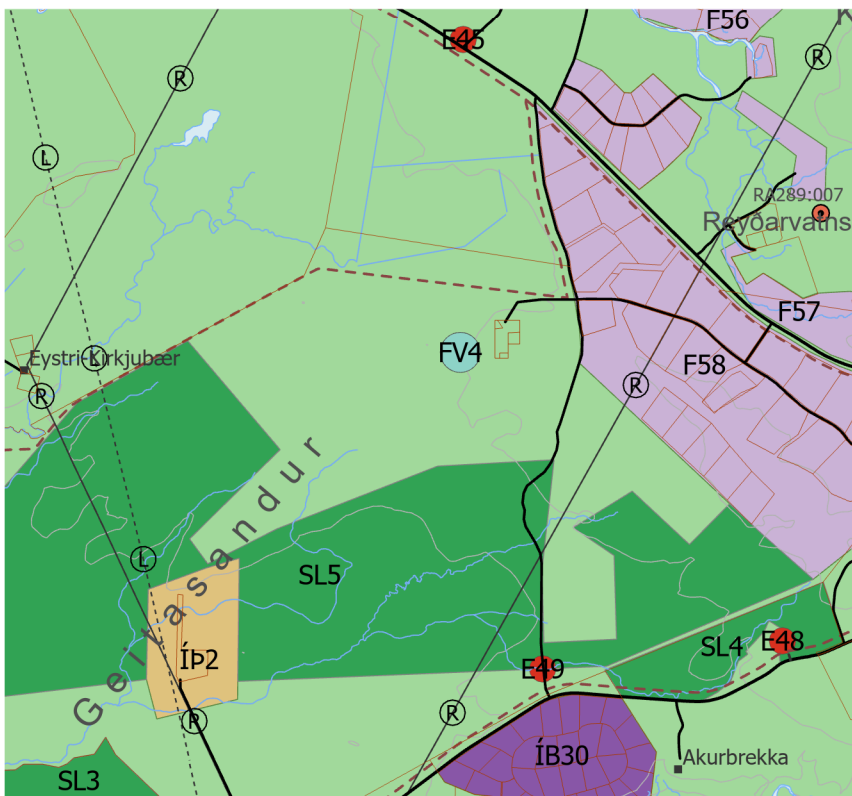 F56
E45
R
R
L
RA289:007
Reyðarvatns
F57
Eystri-Kirkjubær
L
FV4
F58
R
R
Geitasandur
L
SL5
ÍÞ2
SL4
E48
E49
R
R
ÍB30
Akurbrekka
SL3